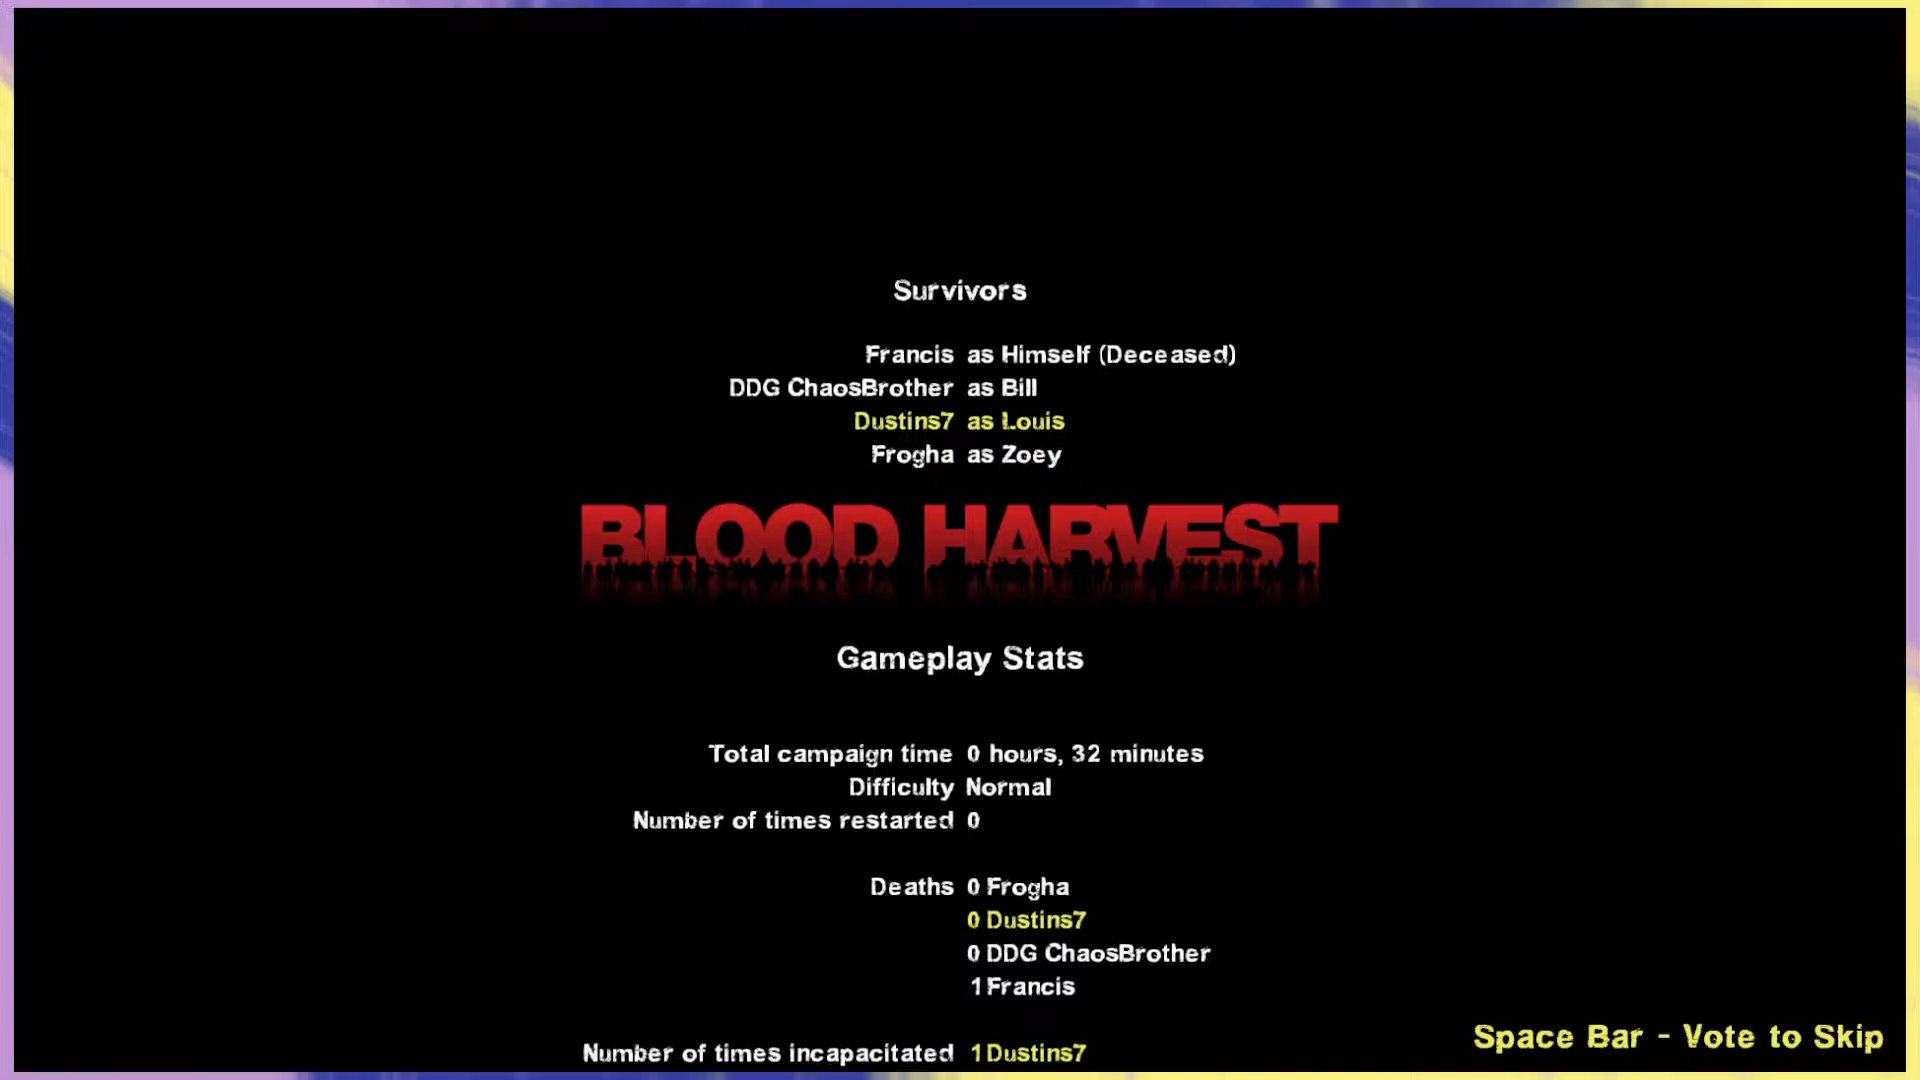 Survivors
Francis as Himself (Deceased)
DDG ChaosBrother as Bill
Dustins7 as Louis
Frogha as Zoey
BLOOD HARVEST
Gameplay Stats
Total campaign time 0 hours, 32 minutes
Difficulty Normal
Number of times restarted 0
Deaths 0 Frogha
0 Dustins7
0 DDG ChaosBrother
1 Francis
Number of times incapacitated 1 Dustins7
Space Bar - Vote to Skip